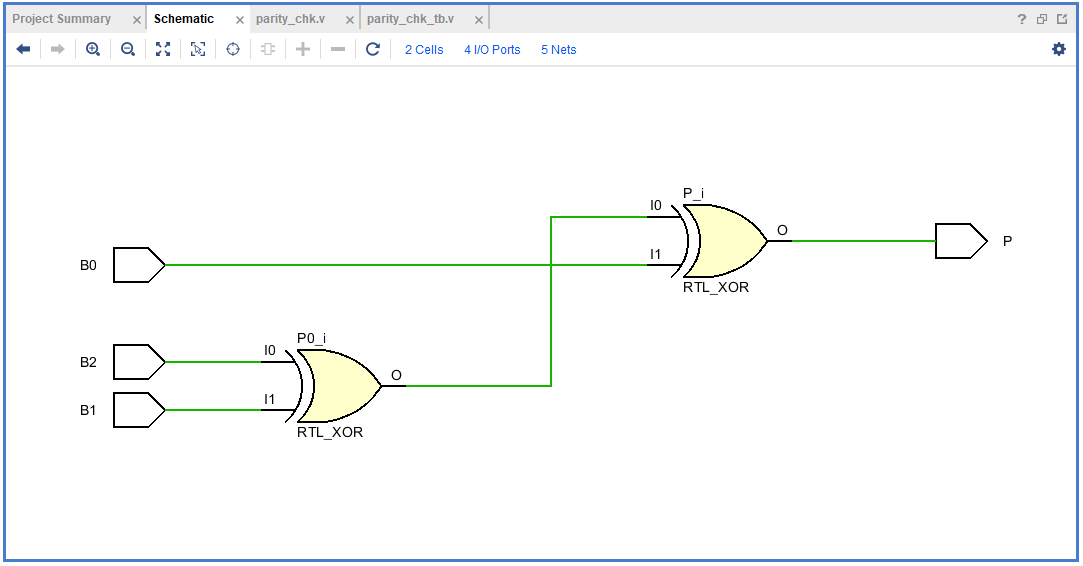 Project Summary × Schematic × parity_chk.v × parity_chk_tb.v × ?
2 Cells 4 I/O Ports 5 Nets
P_i
I0
O
P
I1
B0
RTL_XOR
P0_i
I0
B2
O
I1
B1
RTL_XOR